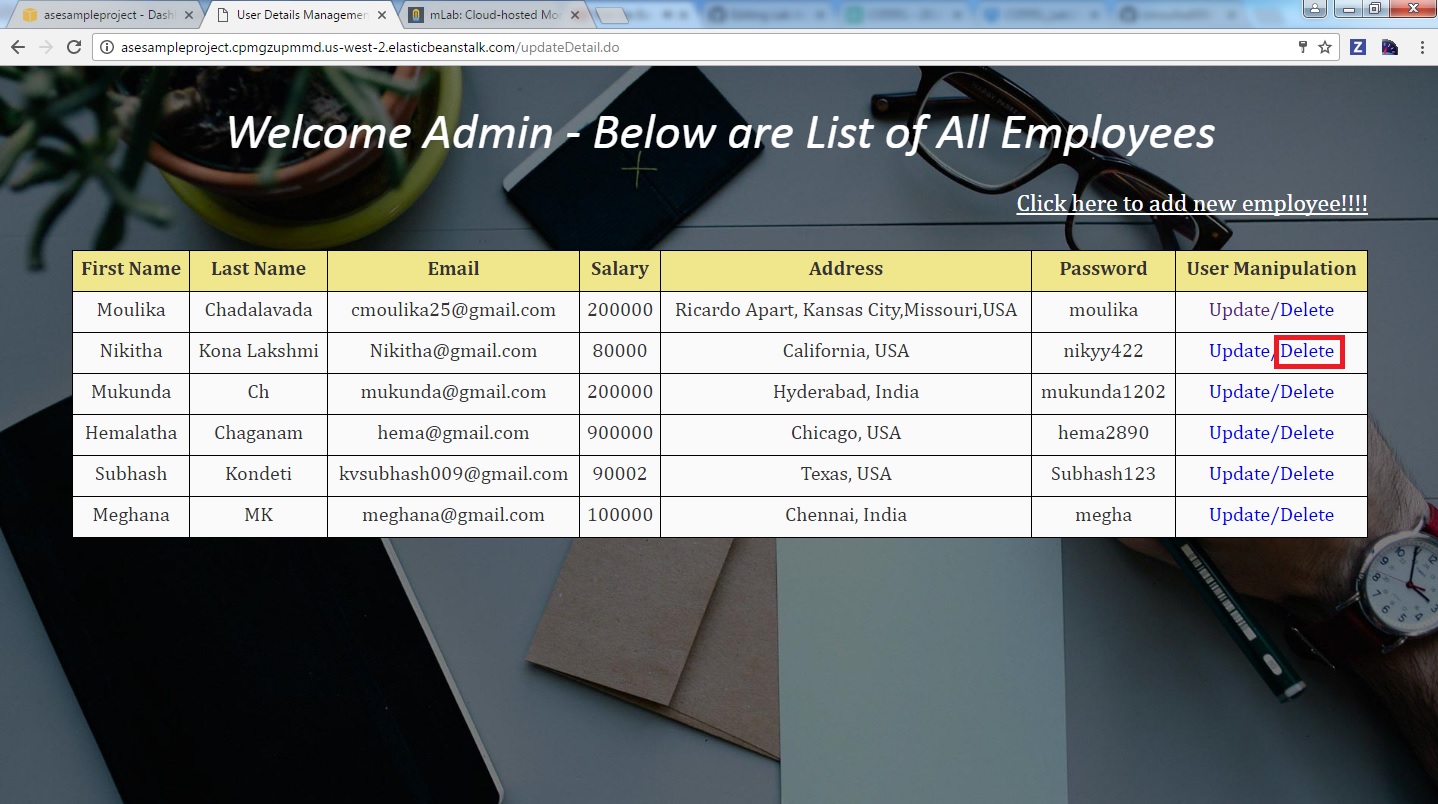 asesampleproject - Dash
User Details Managemen
mLab: Cloud-hosted Mo
asesampleproject.cpmgzupmmd.us-west-2.elasticbeanstalk.com/updateDetail.do
Z
Welcome Admin - Below are List of All Employees
Click here to add new employee!!!!
First Name Last Name Email Salary Address Password User Manipulation
Moulika Chadalavada cmoulika25@gmail.com 200000 Ricardo Apart, Kansas City,Missouri,USA moulika Update/Delete
Nikitha Kona Lakshmi Nikitha@gmail.com 80000 California, USA nikyy422 Update/Delete
Mukunda Ch mukunda@gmail.com 200000 Hyderabad, India mukunda1202 Update/Delete
Hemalatha Chaganam hema@gmail.com 900000 Chicago, USA hema2890 Update/Delete
Subhash Kondeti kvsubhash009@gmail.com 90002 Texas, USA Subhash123 Update/Delete
Meghana MK meghana@gmail.com 100000 Chennai, India megha Update/Delete